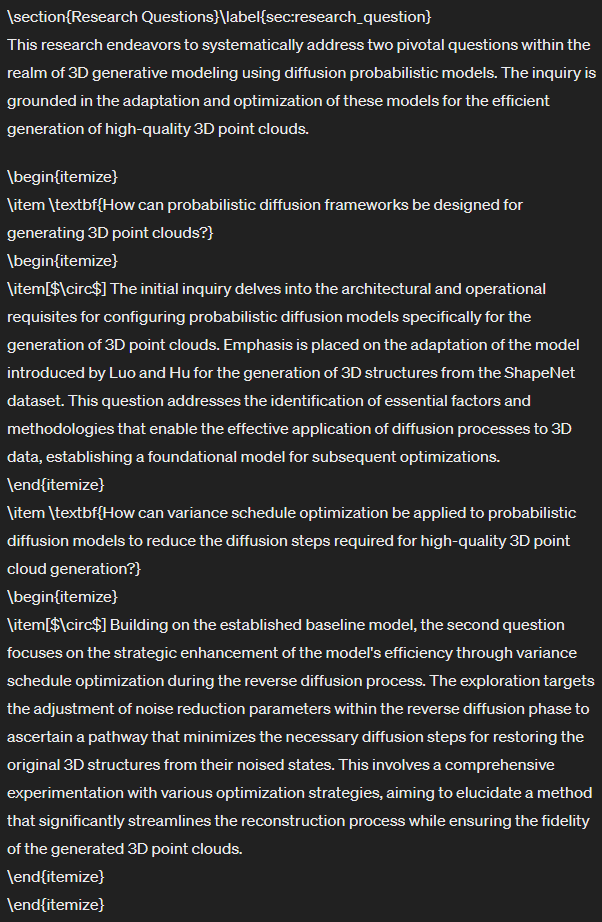 \section{Research Questions}\label{sec:research_question}
This research endeavors to systematically address two pivotal questions within the
realm of 3D generative modeling using diffusion probabilistic models. The inquiry is
grounded in the adaptation and optimization of these models for the efficient
generation of high-quality 3D point clouds.
\begin{itemize}
\item \textbf{How can probabilistic diffusion frameworks be designed for
generating 3D point clouds?}
\begin{itemize}
\item[$\circ$] The initial inquiry delves into the architectural and operational
requisites for configuring probabilistic diffusion models specifically for the
generation of 3D point clouds. Emphasis is placed on the adaptation of the model
introduced by Luo and Hu for the generation of 3D structures from the ShapeNet
dataset. This question addresses the identification of essential factors and
methodologies that enable the effective application of diffusion processes to 3D
data, establishing a foundational model for subsequent optimizations.
\end{itemize}
\item \textbf{How can variance schedule optimization be applied to probabilistic
diffusion models to reduce the diffusion steps required for high-quality 3D point
cloud generation?}
\begin{itemize}
\item[$\circ$] Building on the established baseline model, the second question
focuses on the strategic enhancement of the model's efficiency through variance
schedule optimization during the reverse diffusion process. The exploration targets
the adjustment of noise reduction parameters within the reverse diffusion phase to
ascertain a pathway that minimizes the necessary diffusion steps for restoring the
original 3D structures from their noised states. This involves a comprehensive
experimentation with various optimization strategies, aiming to elucidate a method
that significantly streamlines the reconstruction process while ensuring the fidelity
of the generated 3D point clouds.
\end{itemize}
\end{itemize}